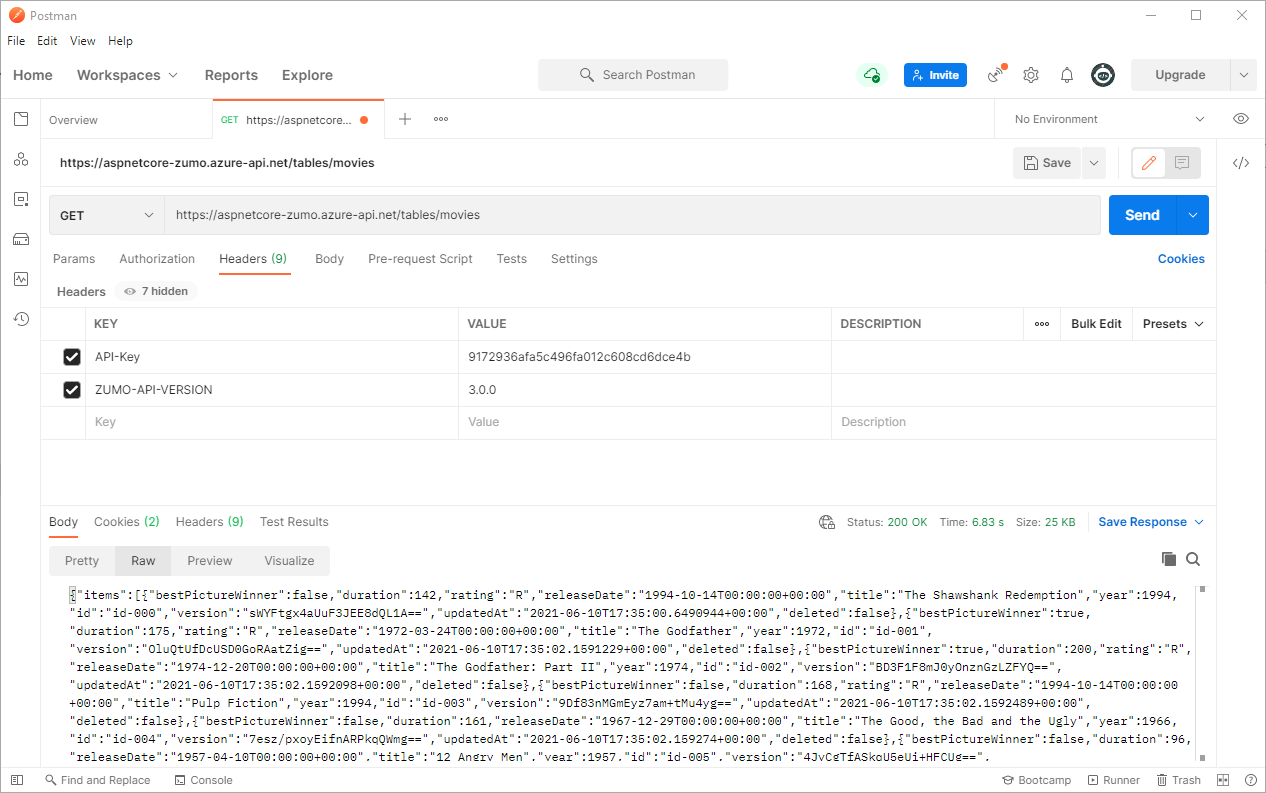 Postman
File Edit View Help
Home Workspaces Reports Explore Search Postman Invite Upgrade
Overview GET https://aspnetcore... No Environment
https://aspnetcore-zumo.azure-api.net/tables/movies Save
GET https://aspnetcore-zumo.azure-api.net/tables/movies Send
Params Authorization Headers (9) Body Pre-request Script Tests Settings Cookies
Headers 7 hidden
KEY VALUE DESCRIPTION Bulk Edit Presets
API-Key 9172936afa5c496fa012c608cd6dce4b
ZUMO-API-VERSION 3.0.0
Key Value Description
Body Cookies (2) Headers (9) Test Results Status: 200 OK Time: 6.83 s Size: 25 KB Save Response
Pretty Raw Preview Visualize
{"items":[{"bestPictureWinner":false,"duration":142,"rating":"R","releaseDate":"1994-10-14T00:00:00+00:00","title":"The Shawshank Redemption","year":1994,
"id":"id-000","version":"sWYFtgx4aUuF3JEE8dQL1A==","updatedAt":"2021-06-10T17:35:00.6490944+00:00","deleted":false},{"bestPictureWinner":true,
"duration":175,"rating":"R","releaseDate":"1972-03-24T00:00:00+00:00","title":"The Godfather","year":1972,"id":"id-001",
"version":"OluQtUfDcUSD0GoRAatZig==","updatedAt":"2021-06-10T17:35:02.1591229+00:00","deleted":false},{"bestPictureWinner":true,"duration":200,"rating":"R",
"releaseDate":"1974-12-20T00:00:00+00:00","title":"The Godfather: Part II","year":1974,"id":"id-002","version":"BD3F1F8mJ0yOnznGzLZFYQ==",
"updatedAt":"2021-06-10T17:35:02.1592098+00:00","deleted":false},{"bestPictureWinner":false,"duration":168,"rating":"R","releaseDate":"1994-10-14T00:00:00
+00:00","title":"Pulp Fiction","year":1994,"id":"id-003","version":"9Df83nMGmEyz7am+tMu4yg==","updatedAt":"2021-06-10T17:35:02.1592489+00:00",
"deleted":false},{"bestPictureWinner":false,"duration":161,"releaseDate":"1967-12-29T00:00:00+00:00","title":"The Good, the Bad and the Ugly","year":1966,
"id":"id-004","version":"7esz/pxoyEifnARPkqQWmg==","updatedAt":"2021-06-10T17:35:02.159274+00:00","deleted":false},{"bestPictureWinner":false,"duration":96,
"releaseDate":"1957-04-10T00:00:00+00:00","title":"12 Angry Men","year":1957,"id":"id-005","version":"4JvCgTfASkqU5eUj+HFCUg==",
Find and Replace Console Bootcamp Runner Trash